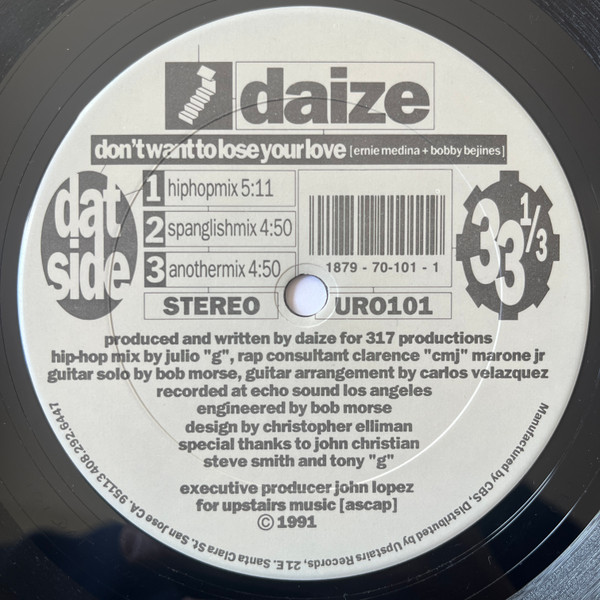 daize
don't want to lose your love [ernie medina + bobby bejines]
dat side
1 hiphopmix 5:11
2 spanglishmix 4:50
3 anothermix 4:50
1879 - 70-101 - 1
33 1/3
STEREO
URO101
produced and written by daize for 317 productions
hip-hop mix by julio "g", rap consultant clarence "cmj" marone jr
guitar solo by bob morse, guitar arrangement by carlos velazquez
recorded at echo sound los angeles
engineered by bob morse
design by christopher elliman
special thanks to john christian
steve smith and tony "g"
executive producer john lopez
for upstairs music [ascap]
© 1991
Manufactured by CBS, Distributed by Upstairs Records, 21 E. Santa Clara St. San Jose CA. 95113 408.292.6447